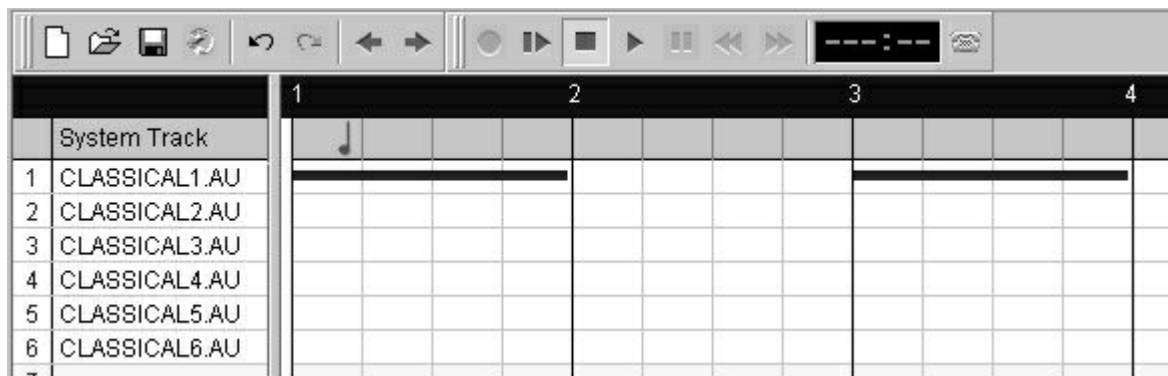 ---:--
1 2 3 4
System Track
1 CLASSICAL1.AU
2 CLASSICAL2.AU
3 CLASSICAL3.AU
4 CLASSICAL4.AU
5 CLASSICAL5.AU
6 CLASSICAL6.AU